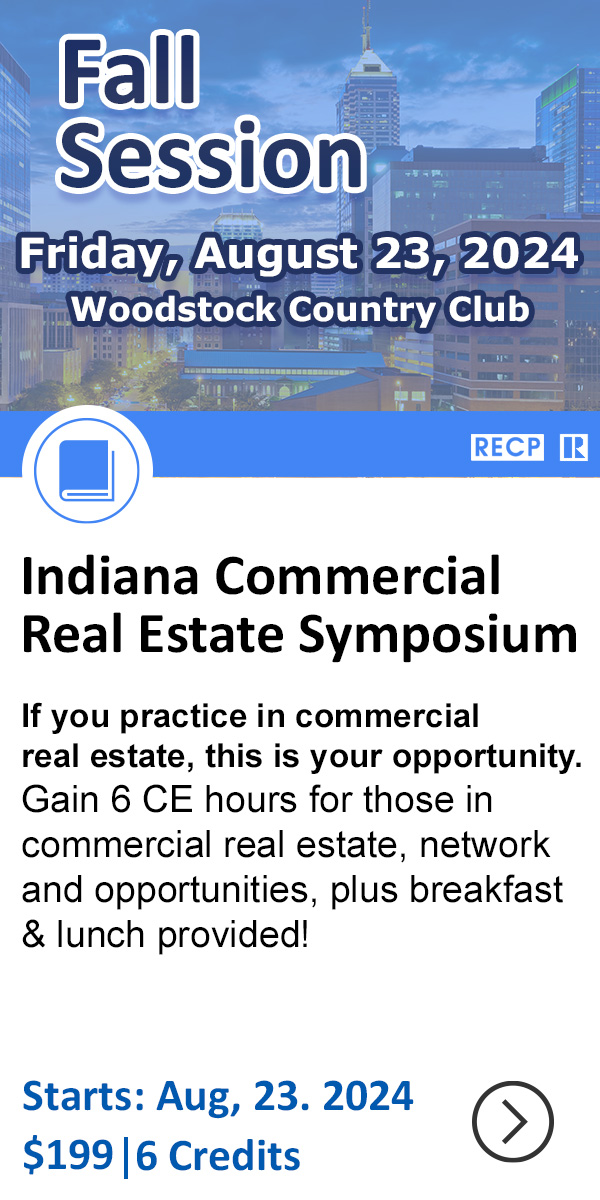 Fall
Session
Friday, August 23, 2024
Woodstock Country Club
RECP R
Indiana Commercial
Real Estate Symposium
If you practice in commercial
real estate, this is your opportunity.
Gain 6 CE hours for those in
commercial real estate, network
and opportunities, plus breakfast
& lunch provided!
Starts: Aug, 23. 2024
$199|6 Credits